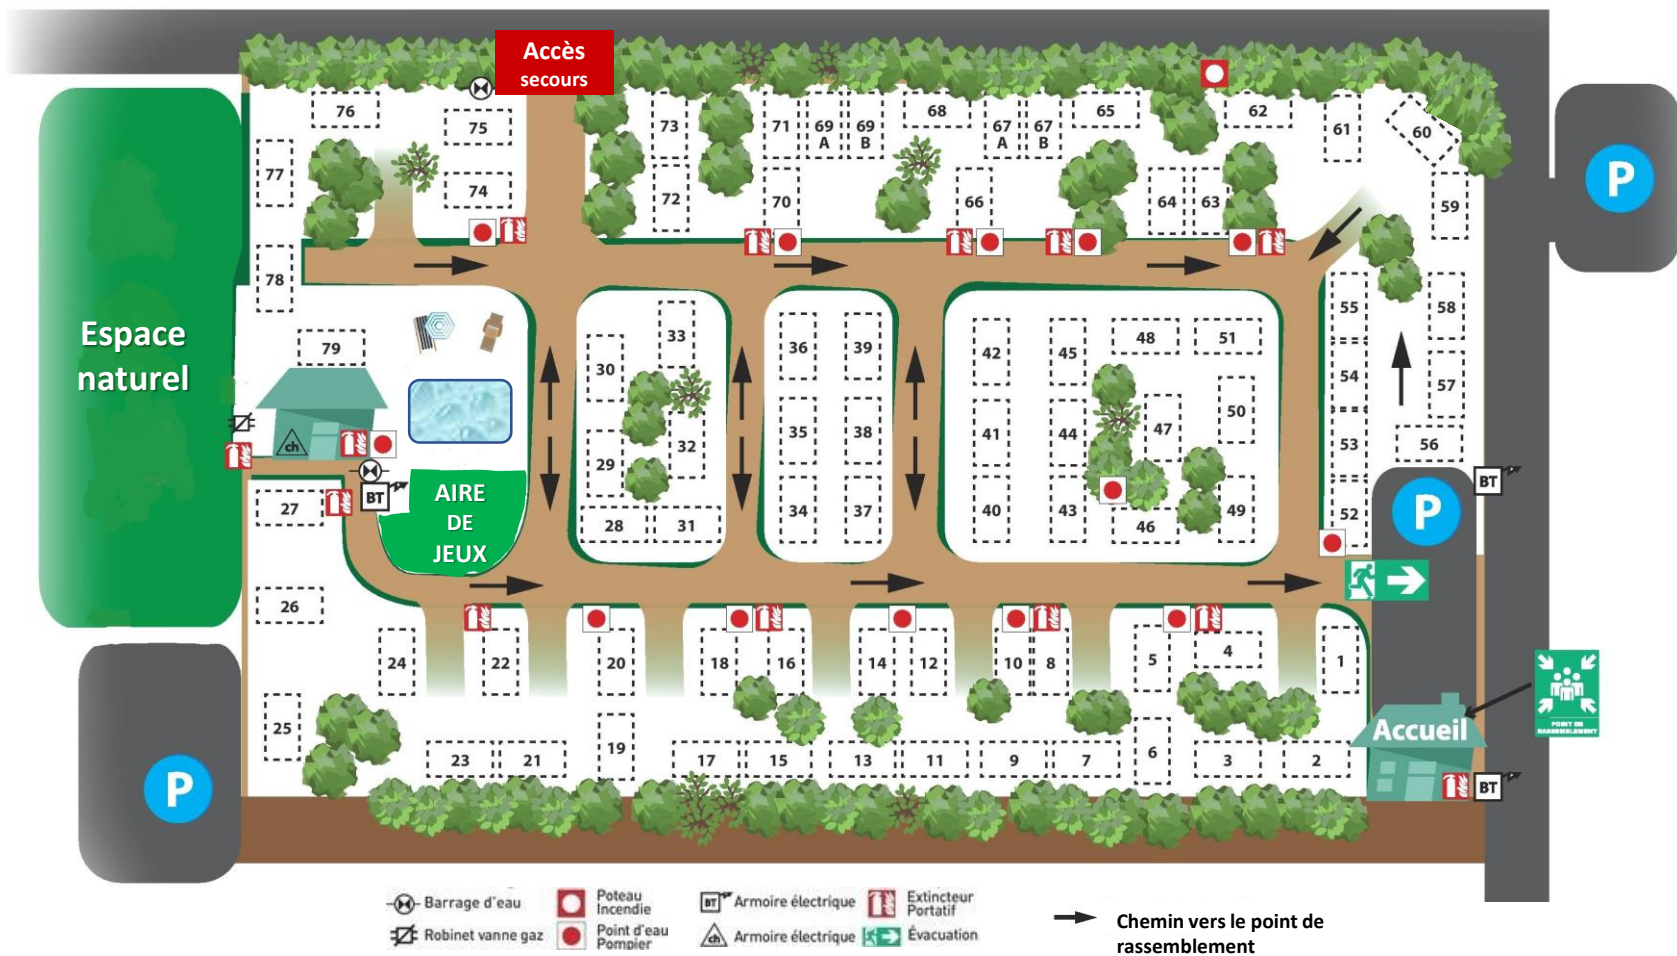 Accès
secours
76
75
73
71
69
A
69
B
68
67
A
67
B
65
62
61
60
77
74
72
70
66
64
63
59
P
78
55
58
Espace
naturel
79
33
30
36
39
42
45
48
51
54
57
50
ch
29
32
35
38
41
44
47
53
56
BT
AIRE
DE
JEUX
27
28
31
34
37
40
43
46
49
52
P
BT
26
24
22
20
18
16
14
12
10
8
5
4
1
25
19
POINT DE
RASSEMBLEMENT
Accueil
P
23
21
17
15
13
11
9
7
6
3
2
BT
Barrage d'eau
Poteau
Incendie
BT
Armoire électrique
Extincteur
Portatif
Robinet vanne gaz
Point d'eau
Pompier
ch
Armoire électrique
Évacuation
Chemin vers le point de
rassemblement